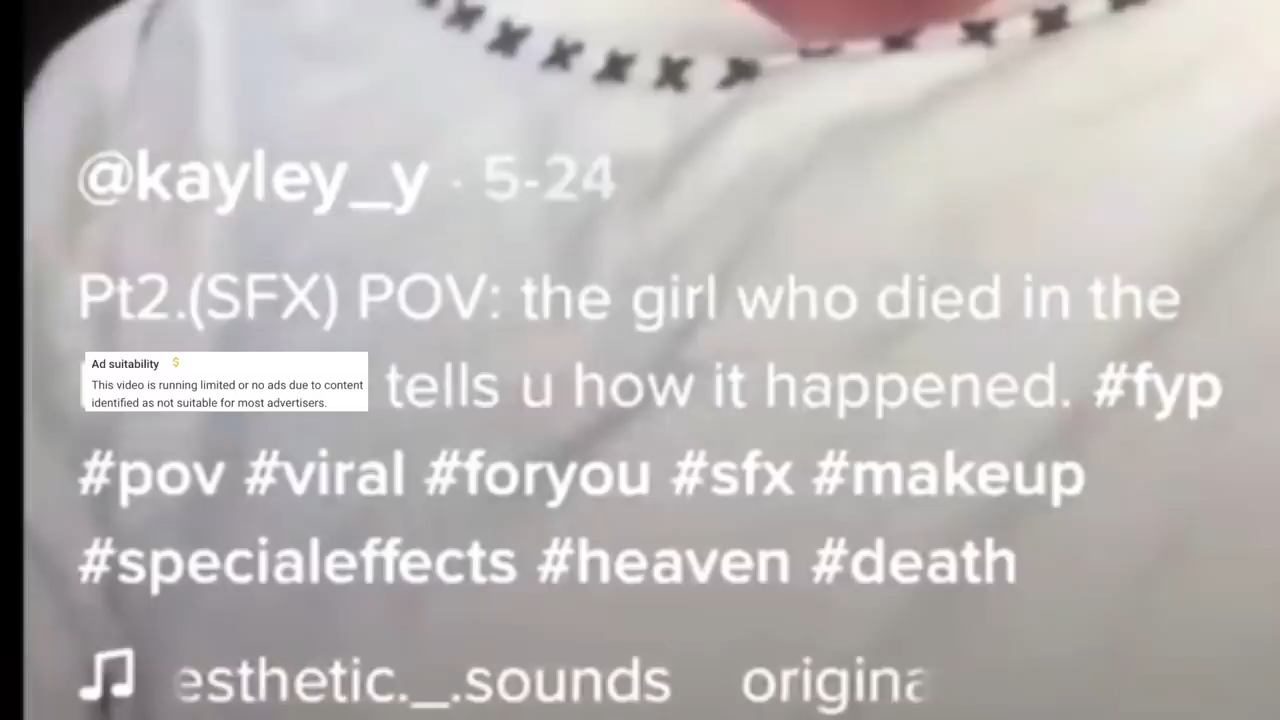 @kayley_y · 5-24
Pt2.(SFX) POV: the girl who died in the
Ad suitability $
This video is running limited or no ads due to content
identified as not suitable for most advertisers.
tells u how it happened. #fyp
#pov #viral #foryou #sfx #makeup
#specialeffects #heaven #death
esthetic._.sounds origina